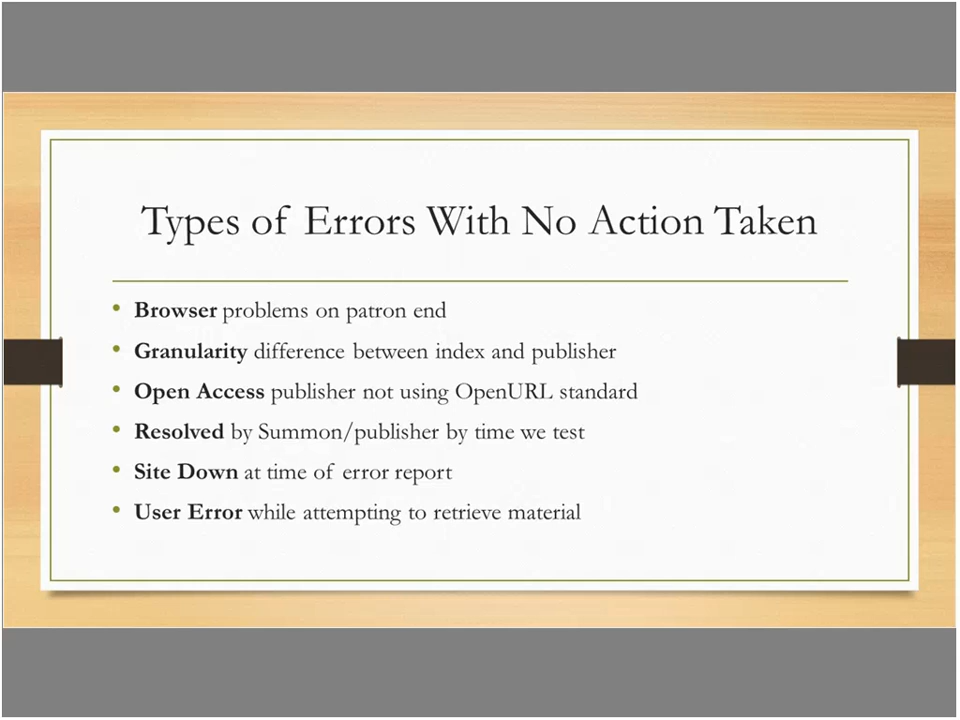 Types of Errors With No Action Taken
• Browser problems on patron end
• Granularity difference between index and publisher
• Open Access publisher not using OpenURL standard
• Resolved by Summon/publisher by time we test
• Site Down at time of error report
• User Error while attempting to retrieve material